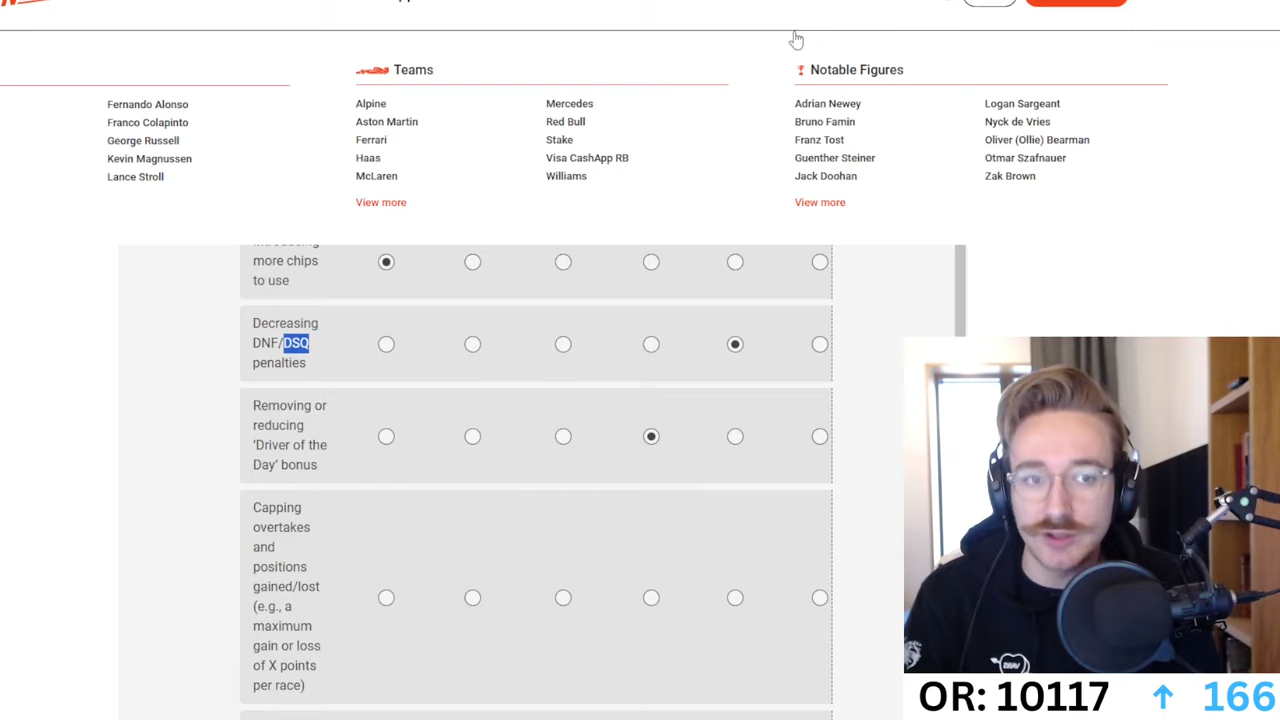 Teams
Notable Figures
Fernando Alonso
Franco Colapinto
George Russell
Kevin Magnussen
Lance Stroll
Alpine
Aston Martin
Ferrari
Haas
McLaren
View more
Mercedes
Red Bull
Stake
Visa CashApp RB
Williams
Adrian Newey
Bruno Famin
Franz Tost
Guenther Steiner
Jack Doohan
View more
Logan Sargeant
Nyck de Vries
Oliver (Ollie) Bearman
Otmar Szafnauer
Zak Brown
more chips
to use
Decreasing
DNF/DSQ
penalties
Removing or
reducing
'Driver of the
Day' bonus
Capping
overtakes
and
positions
gained/lost
(e.g., a
maximum
gain or loss
of X points
per race)
OR: 10117 ↑ 166